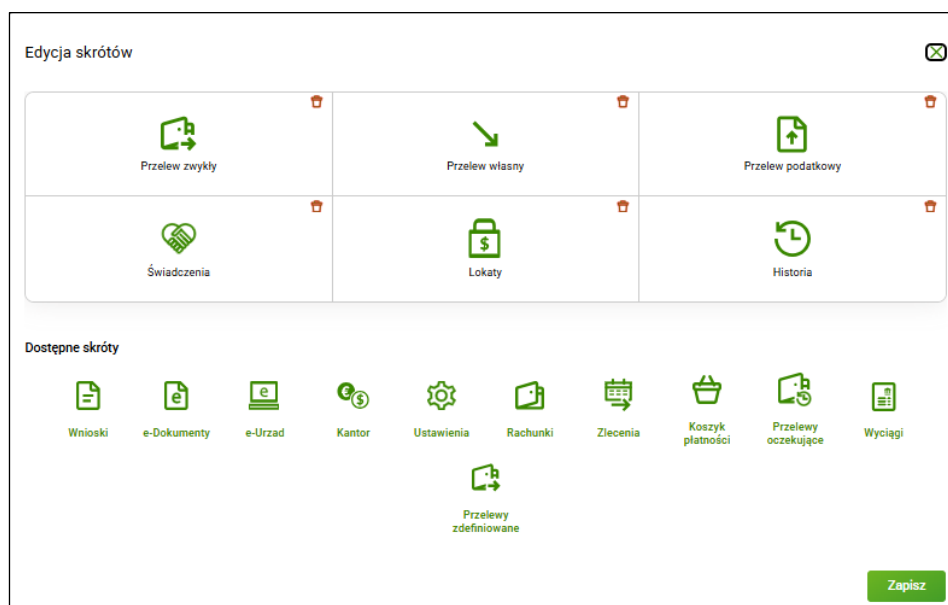 Edycja skrótów
Przelew zwykły
Przelew własny
Przelew podatkowy
Świadczenia
$
Lokaty
Historia
Dostępne skróty
Wnioski
e
e-Dokumenty
e
e-Urzad
€ $
Kantor
Ustawienia
Rachunki
Zlecenia
Koszyk
płatności
Przelewy
oczekujące
Wyciągi
Przelewy
zdefiniowane
Zapisz